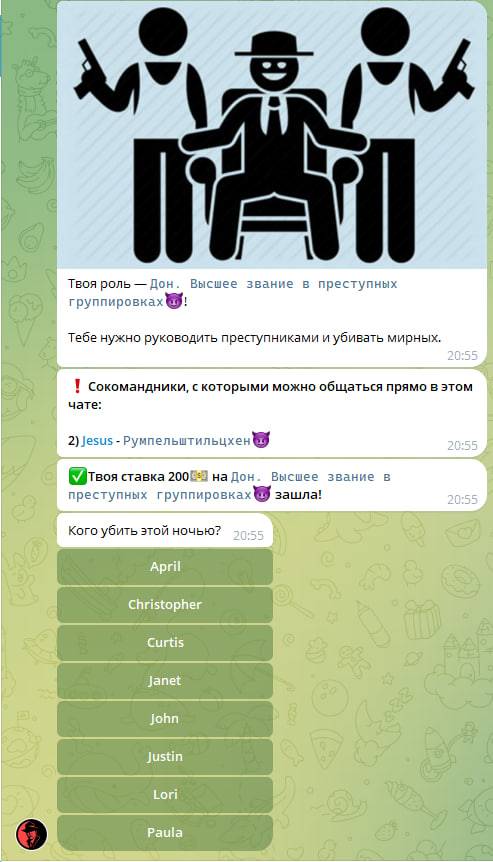 Твоя роль — Дон. Высшее звание в преступных
группировках😈!
Тебе нужно руководить преступниками и убивать мирных.
20:55
❗ Сокомандники, с которыми можно общаться прямо в этом
чате:
2) Jesus - Румпельштильцхен😈
20:55
✅Твоя ставка 200💵 на Дон. Высшее звание в
преступных группировках😈 зашла!
20:55
Кого убить этой ночью? 20:55
April
Christopher
Curtis
Janet
John
Justin
Lori
Paula